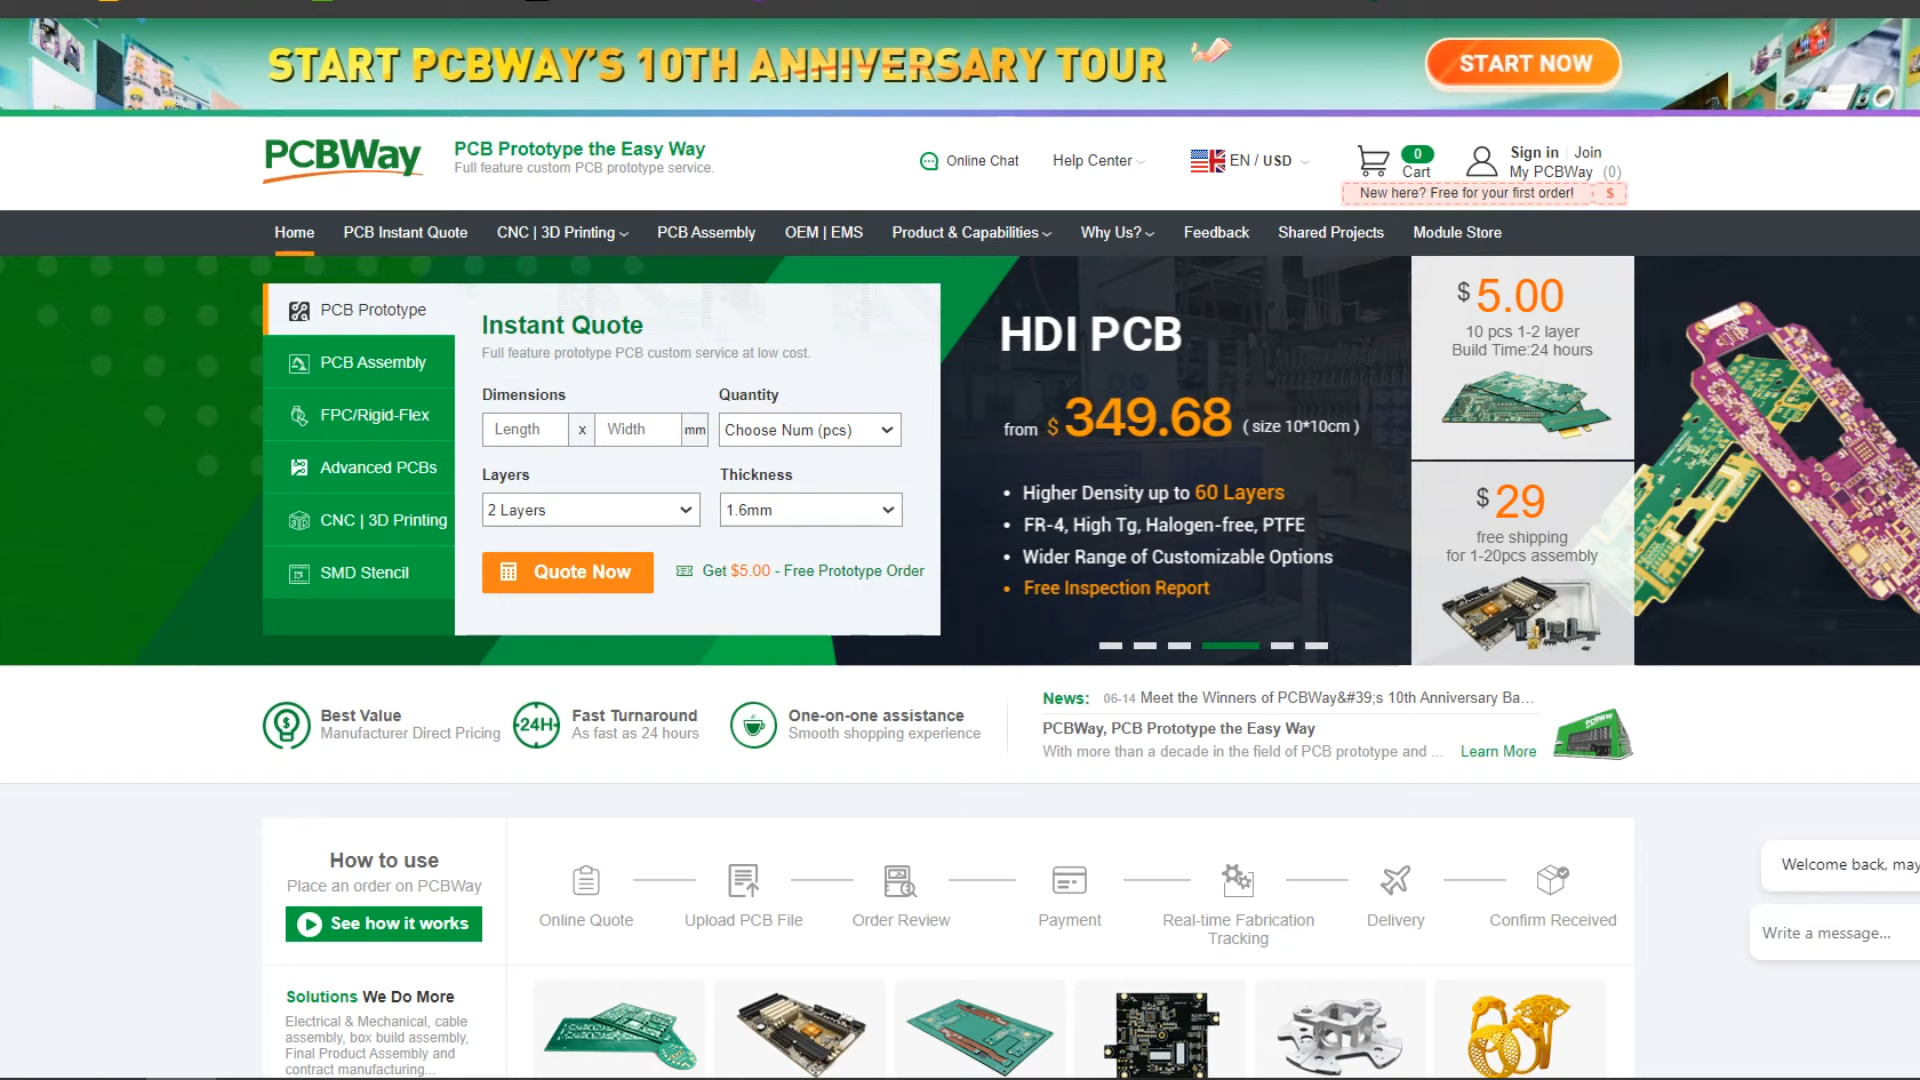 START PCBWAY'S 10TH ANNIVERSARY TOUR
START NOW
PCBWay
PCB Prototype the Easy Way
Full feature custom PCB prototype service.
Online Chat
Help Center
EN / USD
0
Cart
Sign in
Join
My PCBWay (0)
New here? Free for your first order!
$
Home
PCB Instant Quote
CNC | 3D Printing
PCB Assembly
OEM | EMS
Product & Capabilities
Why Us?
Feedback
Shared Projects
Module Store
PCB Prototype
PCB Assembly
FPC/Rigid-Flex
Advanced PCBs
CNC | 3D Printing
SMD Stencil
Instant Quote
Full feature prototype PCB custom service at low cost.
Dimensions
Quantity
Length
x
Width
mm
Choose Num (pcs)
Layers
Thickness
2 Layers
1.6mm
Quote Now
Get $5.00 - Free Prototype Order
HDI PCB
from $ 349.68 ( size 10*10cm )
• Higher Density up to 60 Layers
• FR-4, High Tg, Halogen-free, PTFE
• Wider Range of Customizable Options
• Free Inspection Report
$ 5.00
10 pcs 1-2 layer
Build Time:24 hours
$ 29
free shipping
for 1-20pcs assembly
Best Value
Manufacturer Direct Pricing
24H
Fast Turnaround
As fast as 24 hours
One-on-one assistance
Smooth shopping experience
News: 06-14 Meet the Winners of PCBWay&#39;s 10th Anniversary Ba...
PCBWay, PCB Prototype the Easy Way
With more than a decade in the field of PCB prototype and ... Learn More
PCBWay
How to use
Place an order on PCBWay
See how it works
Online Quote
Upload PCB File
Order Review
Payment
Real-time Fabrication
Tracking
Delivery
Confirm Received
Welcome back, may
Write a message...
Solutions We Do More
Electrical & Mechanical, cable
assembly, box build assembly,
Final Product Assembly and
contract manufacturing...